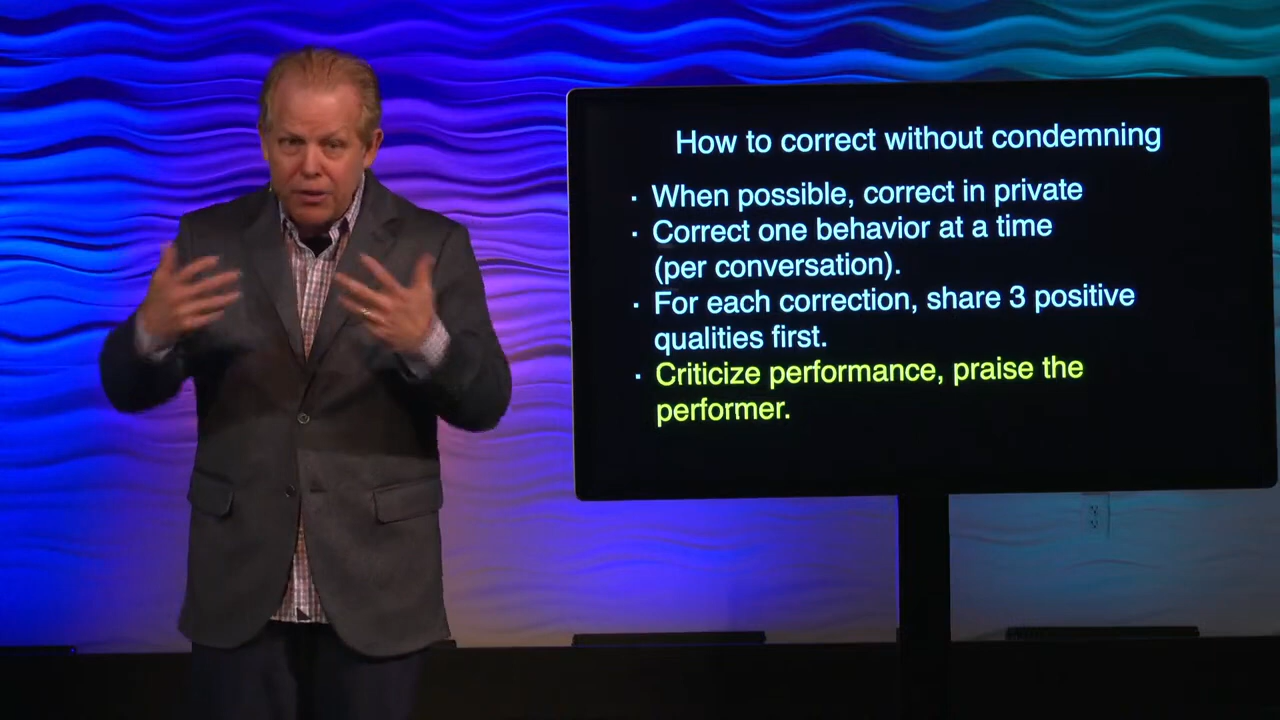 How to correct without condemning
· When possible, correct in private
· Correct one behavior at a time
(per conversation).
· For each correction, share 3 positive
qualities first.
· Criticize performance, praise the
performer.